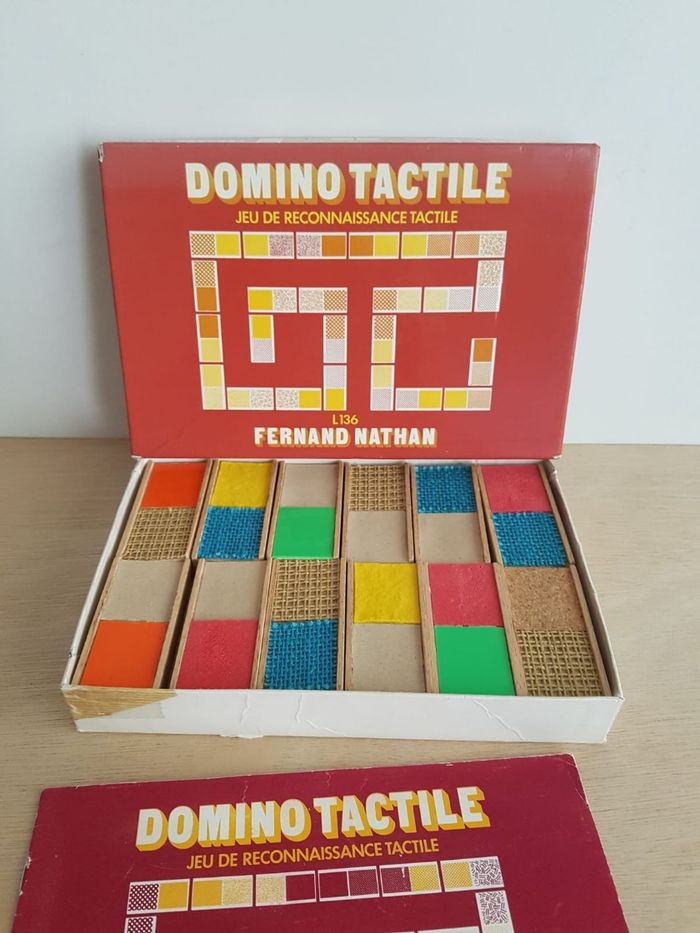 DOMINO TACTILE
JEU DE RECONNAISSANCE TACTILE
L136
FERNAND NATHAN
DOMINO TACTILE
JEU DE RECONNAISSANCE TACTILE